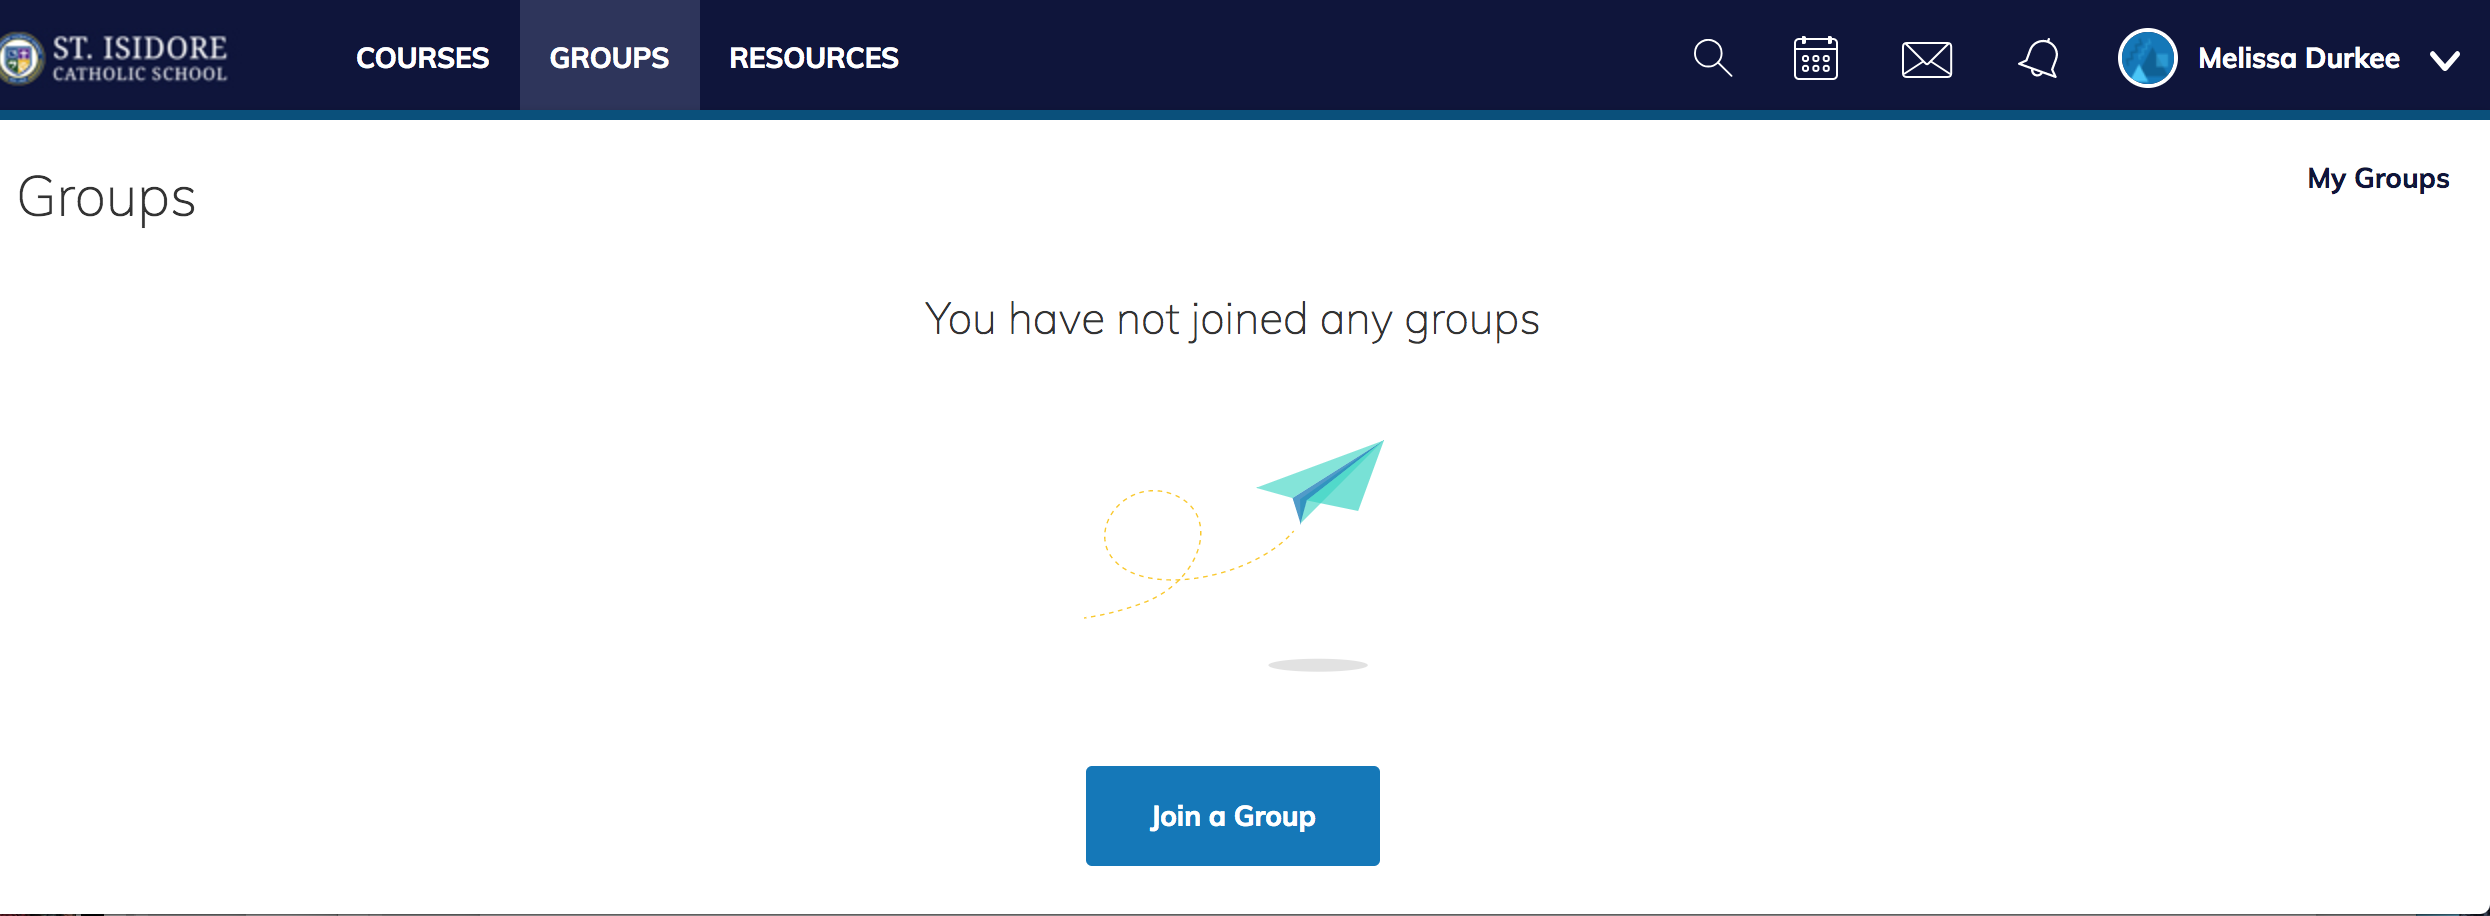 ST. ISIDORE
CATHOLIC SCHOOL
COURSES GROUPS RESOURCES Melissa Durkee
Groups
My Groups
You have not joined any groups
Join a Group